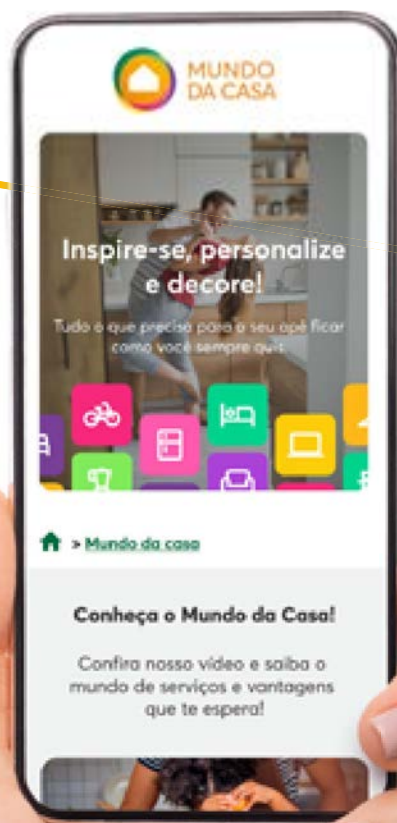 MUNDO
DA CASA
Inspire-se, personalize
e decore!
Tudo o que precisa para o seu apê ficar
como você sempre quis.
> Mundo da casa
Conheça o Mundo da Casa!
Confira nosso vídeo e saiba o
mundo de serviços e vantagens
que te espera!